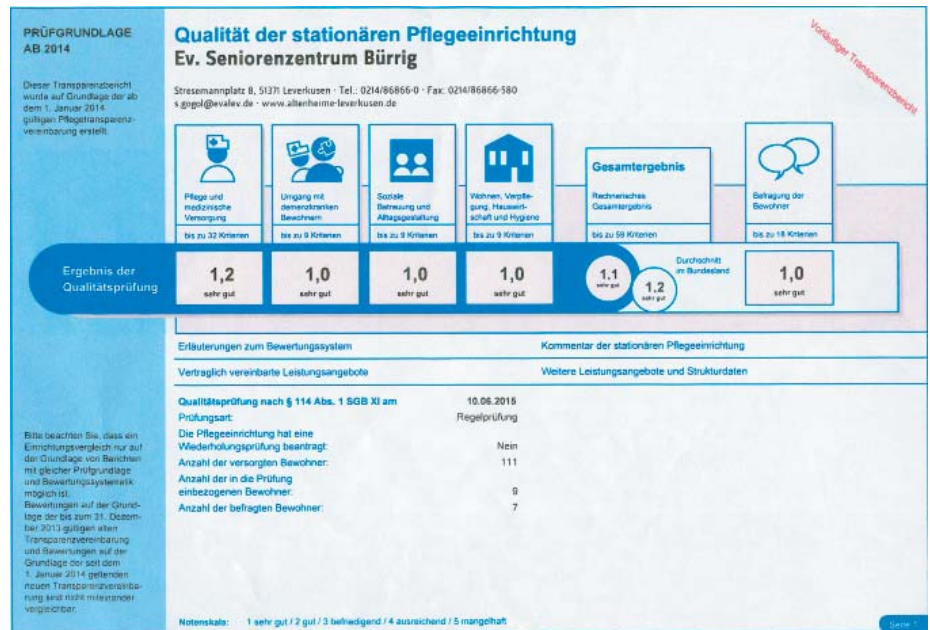 PRÜFGRUNDLAGE
AB 2014
Dieser Transparenzbericht
wurde auf Grundlage der ab
dem 1. Januar 2014
gültigen Pflegetransparenz-
vereinbarung erstellt.
Qualität der stationären Pflegeeinrichtung
Ev. Seniorenzentrum Bürrig
Stresemannplatz 8, 51371 Leverkusen · Tel.: 0214/86866-0 · Fax: 0214/86866-580
s.gogol@evalev.de · www.altenheime-leverkusen.de
Vorläufiger Transparenzbericht
Pflege und
medizinische
Versorgung
bis zu 32 Kriterien
Umgang mit
demenzkranken
Bewohnern
bis zu 9 Kriterien
Soziale
Betreuung und
Alltagsgestaltung
bis zu 9 Kriterien
Wohnen, Verpfle-
gung, Hauswirt-
schaft und Hygiene
bis zu 9 Kriterien
Gesamtergebnis
Rechnerisches
Gesamtergebnis
bis zu 59 Kriterien
Befragung der
Bewohner
bis zu 18 Kriterien
Ergebnis der
Qualitätsprüfung
1,2
sehr gut
1,0
sehr gut
1,0
sehr gut
1,0
sehr gut
1.1
sehr gut
Durchschnitt
im Bundesland
1.2
sehr gut
1,0
sehr gut
Erläuterungen zum Bewertungssystem
Kommentar der stationären Pflegeeinrichtung
Vertraglich vereinbarte Leistungsangebote
Weitere Leistungsangebote und Strukturdaten
Qualitätsprüfung nach § 114 Abs. 1 SGB XI am 10.06.2015
Prüfungsart: Regelprüfung
Die Pflegeeinrichtung hat eine
Wiederholungsprüfung beantragt: Nein
Anzahl der versorgten Bewohner: 111
Anzahl der in die Prüfung
einbezogenen Bewohner: 9
Anzahl der befragten Bewohner: 7
Bitte beachten Sie, dass ein
Einrichtungsvergleich nur auf
der Grundlage von Berichten
mit gleicher Prüfgrundlage
und Bewertungssystematik
möglich ist.
Bewertungen auf der Grund-
lage der bis zum 31. Dezem-
ber 2013 gültigen alten
Transparenzvereinbarung
und Bewertungen auf der
Grundlage der seit dem
1. Januar 2014 geltenden
neuen Transparenzvereinba-
rung sind nicht miteinander
vergleichbar.
Notenskala: 1 sehr gut / 2 gut / 3 befriedigend / 4 ausreichend / 5 mangelhaft
Seite 1